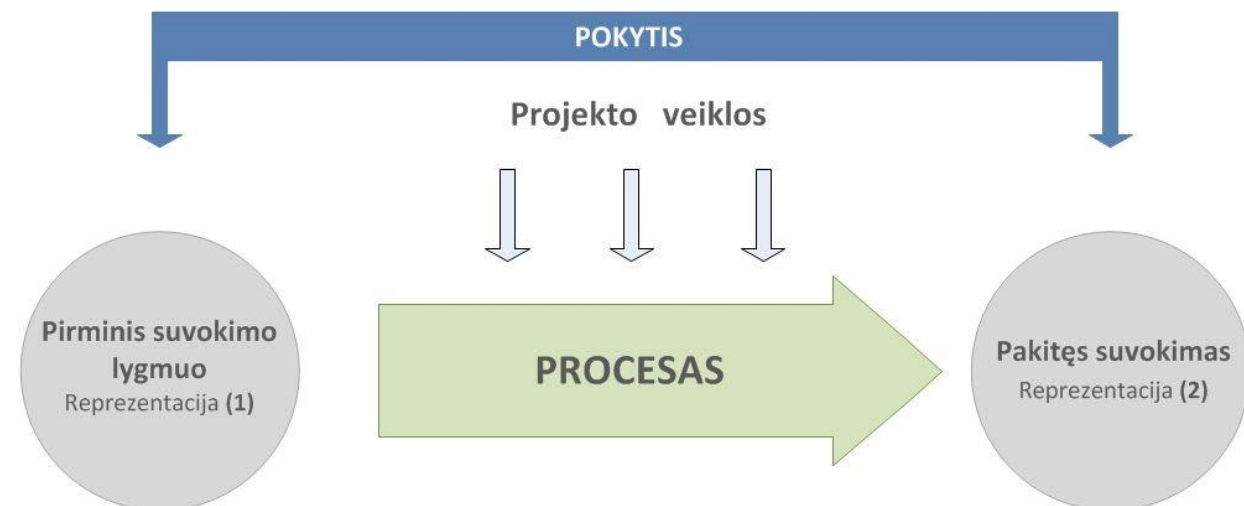 POKYTIS
Projekto veiklos
Pirminis suvokimo
lygmuo
Reprezentacija (1)
PROCESAS
Pakitęs suvokimas
Reprezentacija (2)